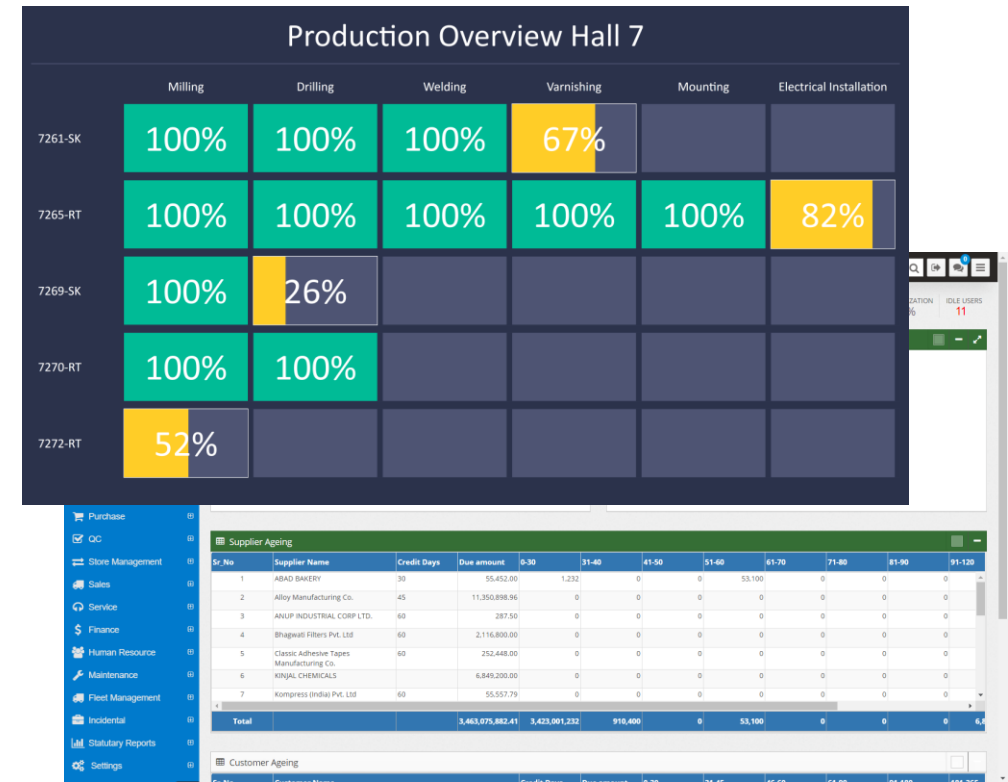 Production Overview Hall 7
Milling Drilling Welding Varnishing Mounting Electrical Installation
7261-SK 100% 100% 100% 67%
7265-RT 100% 100% 100% 100% 100% 82%
7269-SK 100% 26%
7270-RT 100% 100%
7272-RT 52%
0
ZATION IDLE USERS
% 11
Purchase
QC
Store Management
Sales
Service
Finance
Human Resource
Maintenance
Fleet Management
Incidental
Statutary Reports
Settings
Supplier Ageing
Sr_No Supplier Name Credit Days Due amount 0-30 31-40 41-50 51-60 61-70 71-80 81-90 91-120
1 ABAD BAKERY 30 55,452.00 1,232 0 0 53,100 0 0 0
2 Alloy Manufacturing Co. 45 11,350,898.96 0 0 0 0 0 0 0
3 ANUP INDUSTRIAL CORP LTD. 60 287.50 0 0 0 0 0 0 0
4 Bhagwati Filters Pvt. Ltd 60 2,116,800.00 0 0 0 0 0 0 0
5 Classic Adhesive Tapes 60 252,448.00 0 0 0 0 0 0 0
Manufacturing Co.
6 KINJAL CHEMICALS 6,849,200.00 0 0 0 0 0 0 0
7 Kompress (India) Pvt. Ltd 60 55,557.79 0 0 0 0 0 0 0
Total 3,463,075,882.41 3,423,001,232 910,400 0 53,100 0 0 0 6,8
Customer Ageing